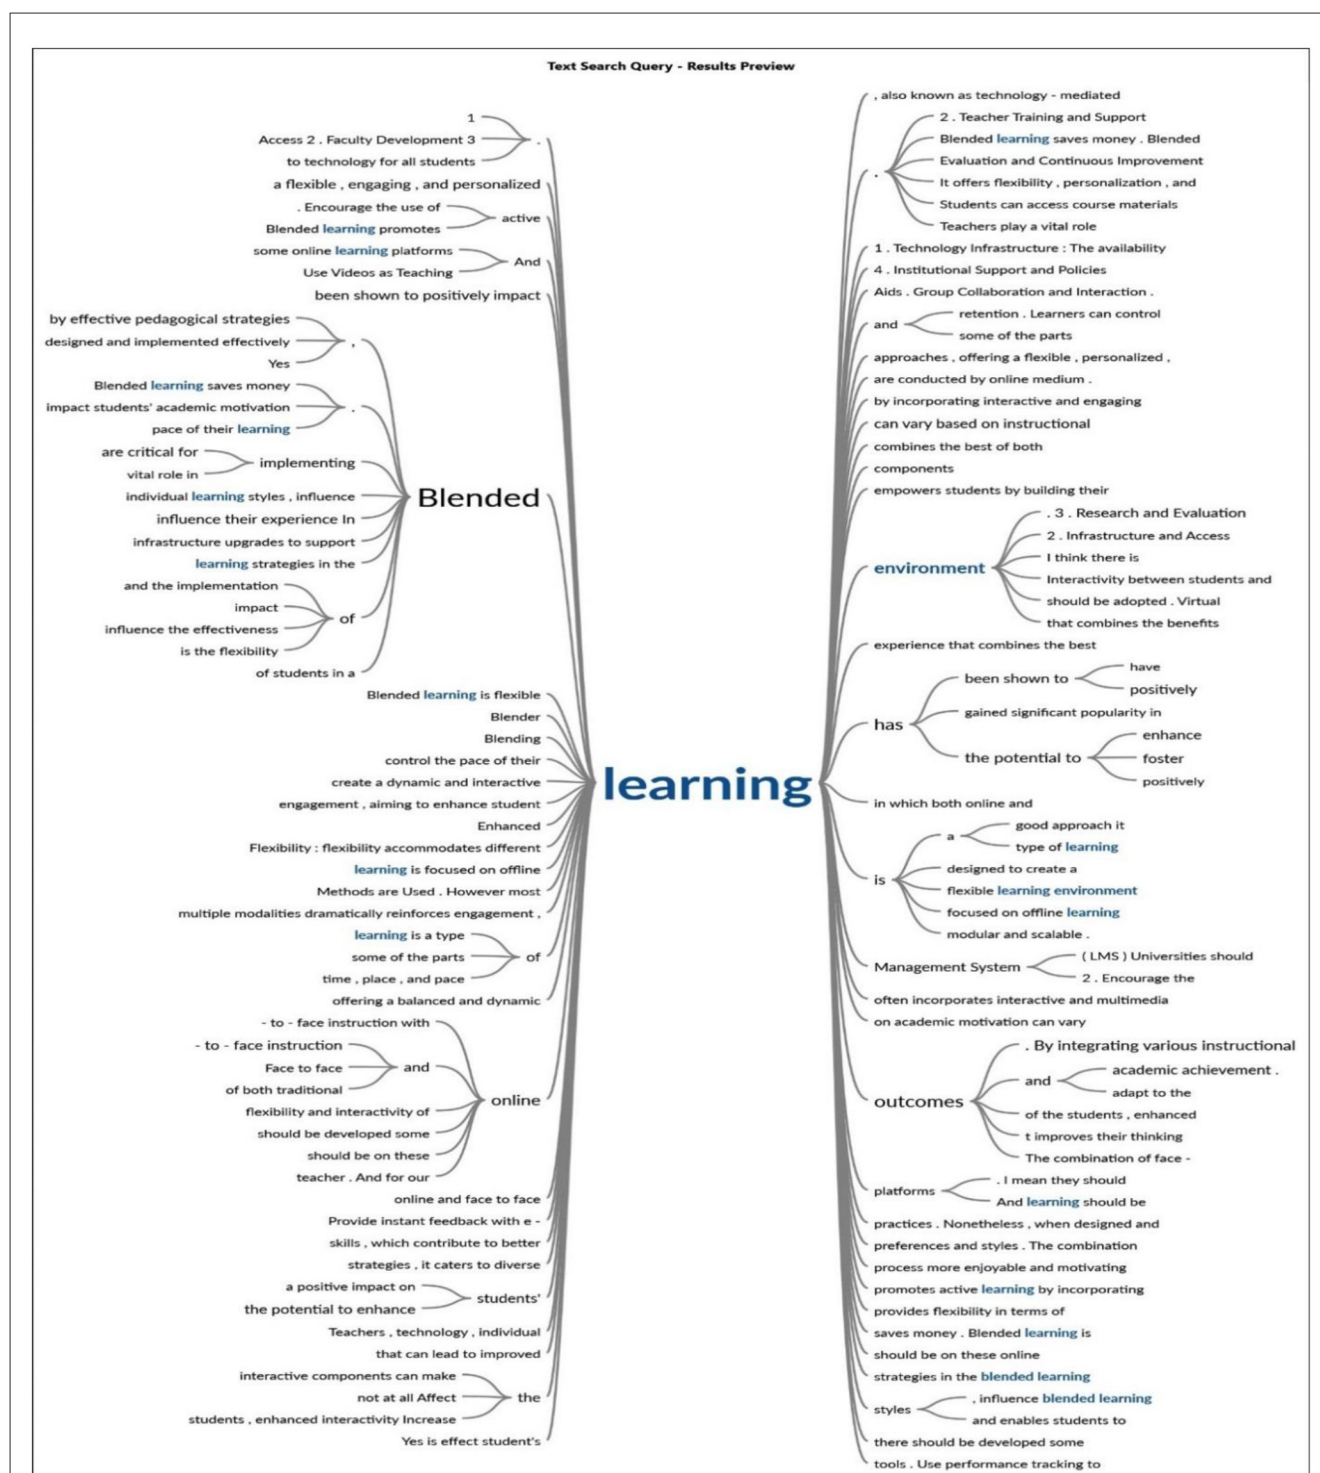 Text Search Query - Results Preview
1
Access 2 . Faculty Development 3
to technology for all students
.
a flexible , engaging , and personalized
. Encourage the use of
Blended learning promotes
active
some online learning platforms
Use Videos as Teaching
And
been shown to positively impact
by effective pedagogical strategies
designed and implemented effectively
Yes
,
Blended learning saves money
impact students' academic motivation
pace of their learning
.
are critical for
vital role in
implementing
individual learning styles , influence
influence their experience In
infrastructure upgrades to support
learning strategies in the
and the implementation
impact
influence the effectiveness
is the flexibility
of
of students in a
Blended
Blended learning is flexible
Blender
Blending
control the pace of their
create a dynamic and interactive
engagement , aiming to enhance student
Enhanced
Flexibility : flexibility accommodates different
learning is focused on offline
Methods are Used . However most
multiple modalities dramatically reinforces engagement ,
learning is a type
some of the parts
time , place , and pace
of
offering a balanced and dynamic
- to - face instruction with
- to - face instruction
Face to face
of both traditional
and
flexibility and interactivity of
should be developed some
should be on these
teacher . And for our
online
online and face to face
Provide instant feedback with e -
skills , which contribute to better
strategies , it caters to diverse
a positive impact on
the potential to enhance
students'
Teachers , technology , individual
that can lead to improved
interactive components can make
not at all Affect
students , enhanced interactivity Increase
the
Yes is effect student's
learning
, also known as technology - mediated
.
2 . Teacher Training and Support
Blended learning saves money . Blended
Evaluation and Continuous Improvement
It offers flexibility , personalization , and
Students can access course materials
Teachers play a vital role
1 . Technology Infrastructure : The availability
4 . Institutional Support and Policies
Aids . Group Collaboration and Interaction .
and
retention . Learners can control
some of the parts
approaches , offering a flexible , personalized ,
are conducted by online medium .
by incorporating interactive and engaging
can vary based on instructional
combines the best of both
components
empowers students by building their
environment
. 3 . Research and Evaluation
2 . Infrastructure and Access
I think there is
Interactivity between students and
should be adopted . Virtual
that combines the benefits
experience that combines the best
has
been shown to
have
positively
gained significant popularity in
the potential to
enhance
foster
positively
in which both online and
is
a
good approach it
type of learning
designed to create a
flexible learning environment
focused on offline learning
modular and scalable .
Management System
( LMS ) Universities should
2 . Encourage the
often incorporates interactive and multimedia
on academic motivation can vary
outcomes
. By integrating various instructional
and
academic achievement .
adapt to the
of the students , enhanced
t improves their thinking
The combination of face -
platforms
. I mean they should
And learning should be
practices . Nonetheless , when designed and
preferences and styles . The combination
process more enjoyable and motivating
promotes active learning by incorporating
provides flexibility in terms of
saves money . Blended learning is
should be on these online
strategies in the blended learning
styles
, influence blended learning
and enables students to
there should be developed some
tools . Use performance tracking to